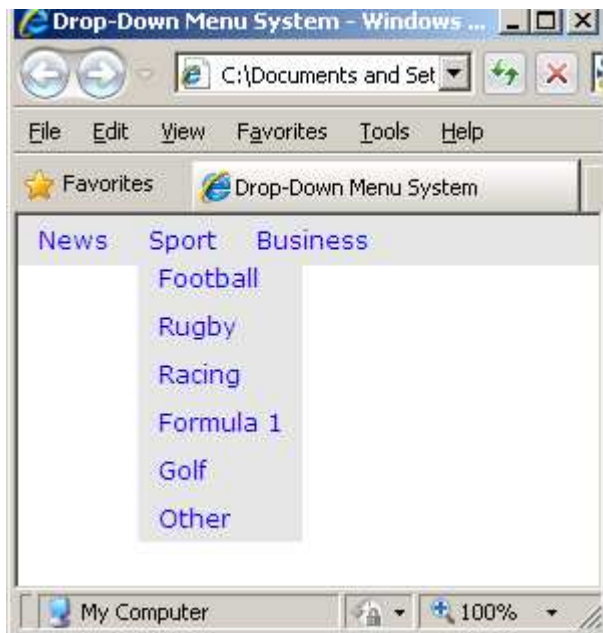 Drop-Down Menu System - Windows ...
C:\Documents and Set
File Edit View Favorites Tools Help
Favorites Drop-Down Menu System
News Sport Business
Football
Rugby
Racing
Formula 1
Golf
Other
My Computer 100%